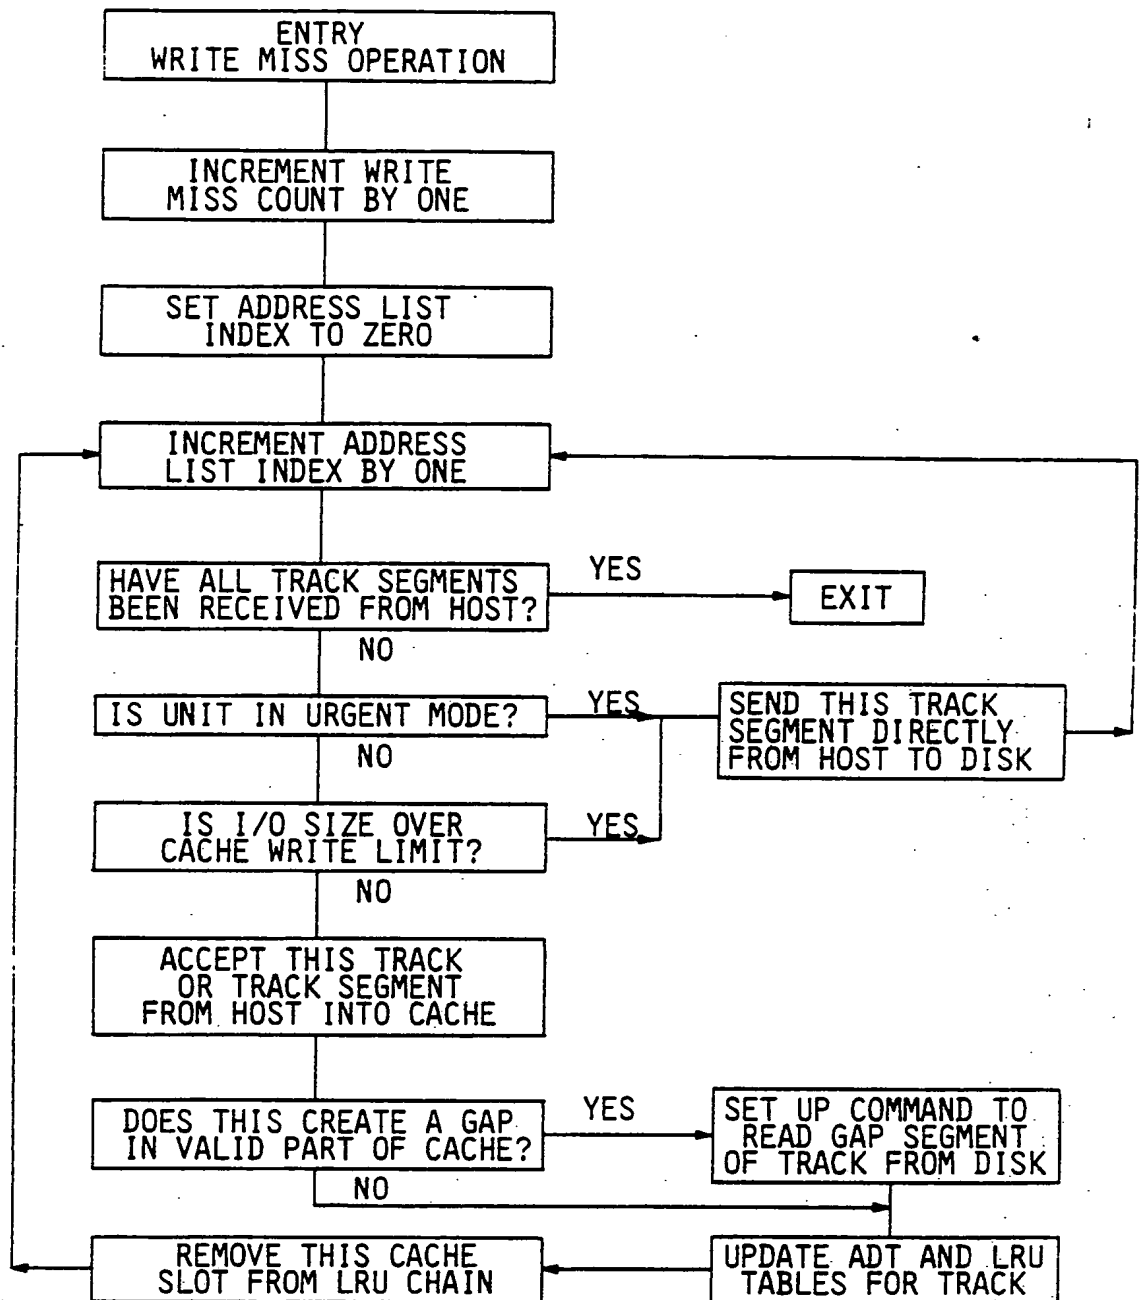 ENTRY
WRITE MISS OPERATION
INCREMENT WRITE
MISS COUNT BY ONE
SET ADDRESS LIST
INDEX TO ZERO
INCREMENT ADDRESS
LIST INDEX BY ONE
HAVE ALL TRACK SEGMENTS
BEEN RECEIVED FROM HOST?
YES
EXIT
NO
IS UNIT IN URGENT MODE?
YES
SEND THIS TRACK
SEGMENT DIRECTLY
FROM HOST TO DISK
NO
IS I/O SIZE OVER
CACHE WRITE LIMIT?
YES
NO
ACCEPT THIS TRACK
OR TRACK SEGMENT
FROM HOST INTO CACHE
DOES THIS CREATE A GAP
IN VALID PART OF CACHE?
YES
SET UP COMMAND TO
READ GAP SEGMENT
OF TRACK FROM DISK
NO
UPDATE ADT AND LRU
TABLES FOR TRACK
REMOVE THIS CACHE
SLOT FROM LRU CHAIN